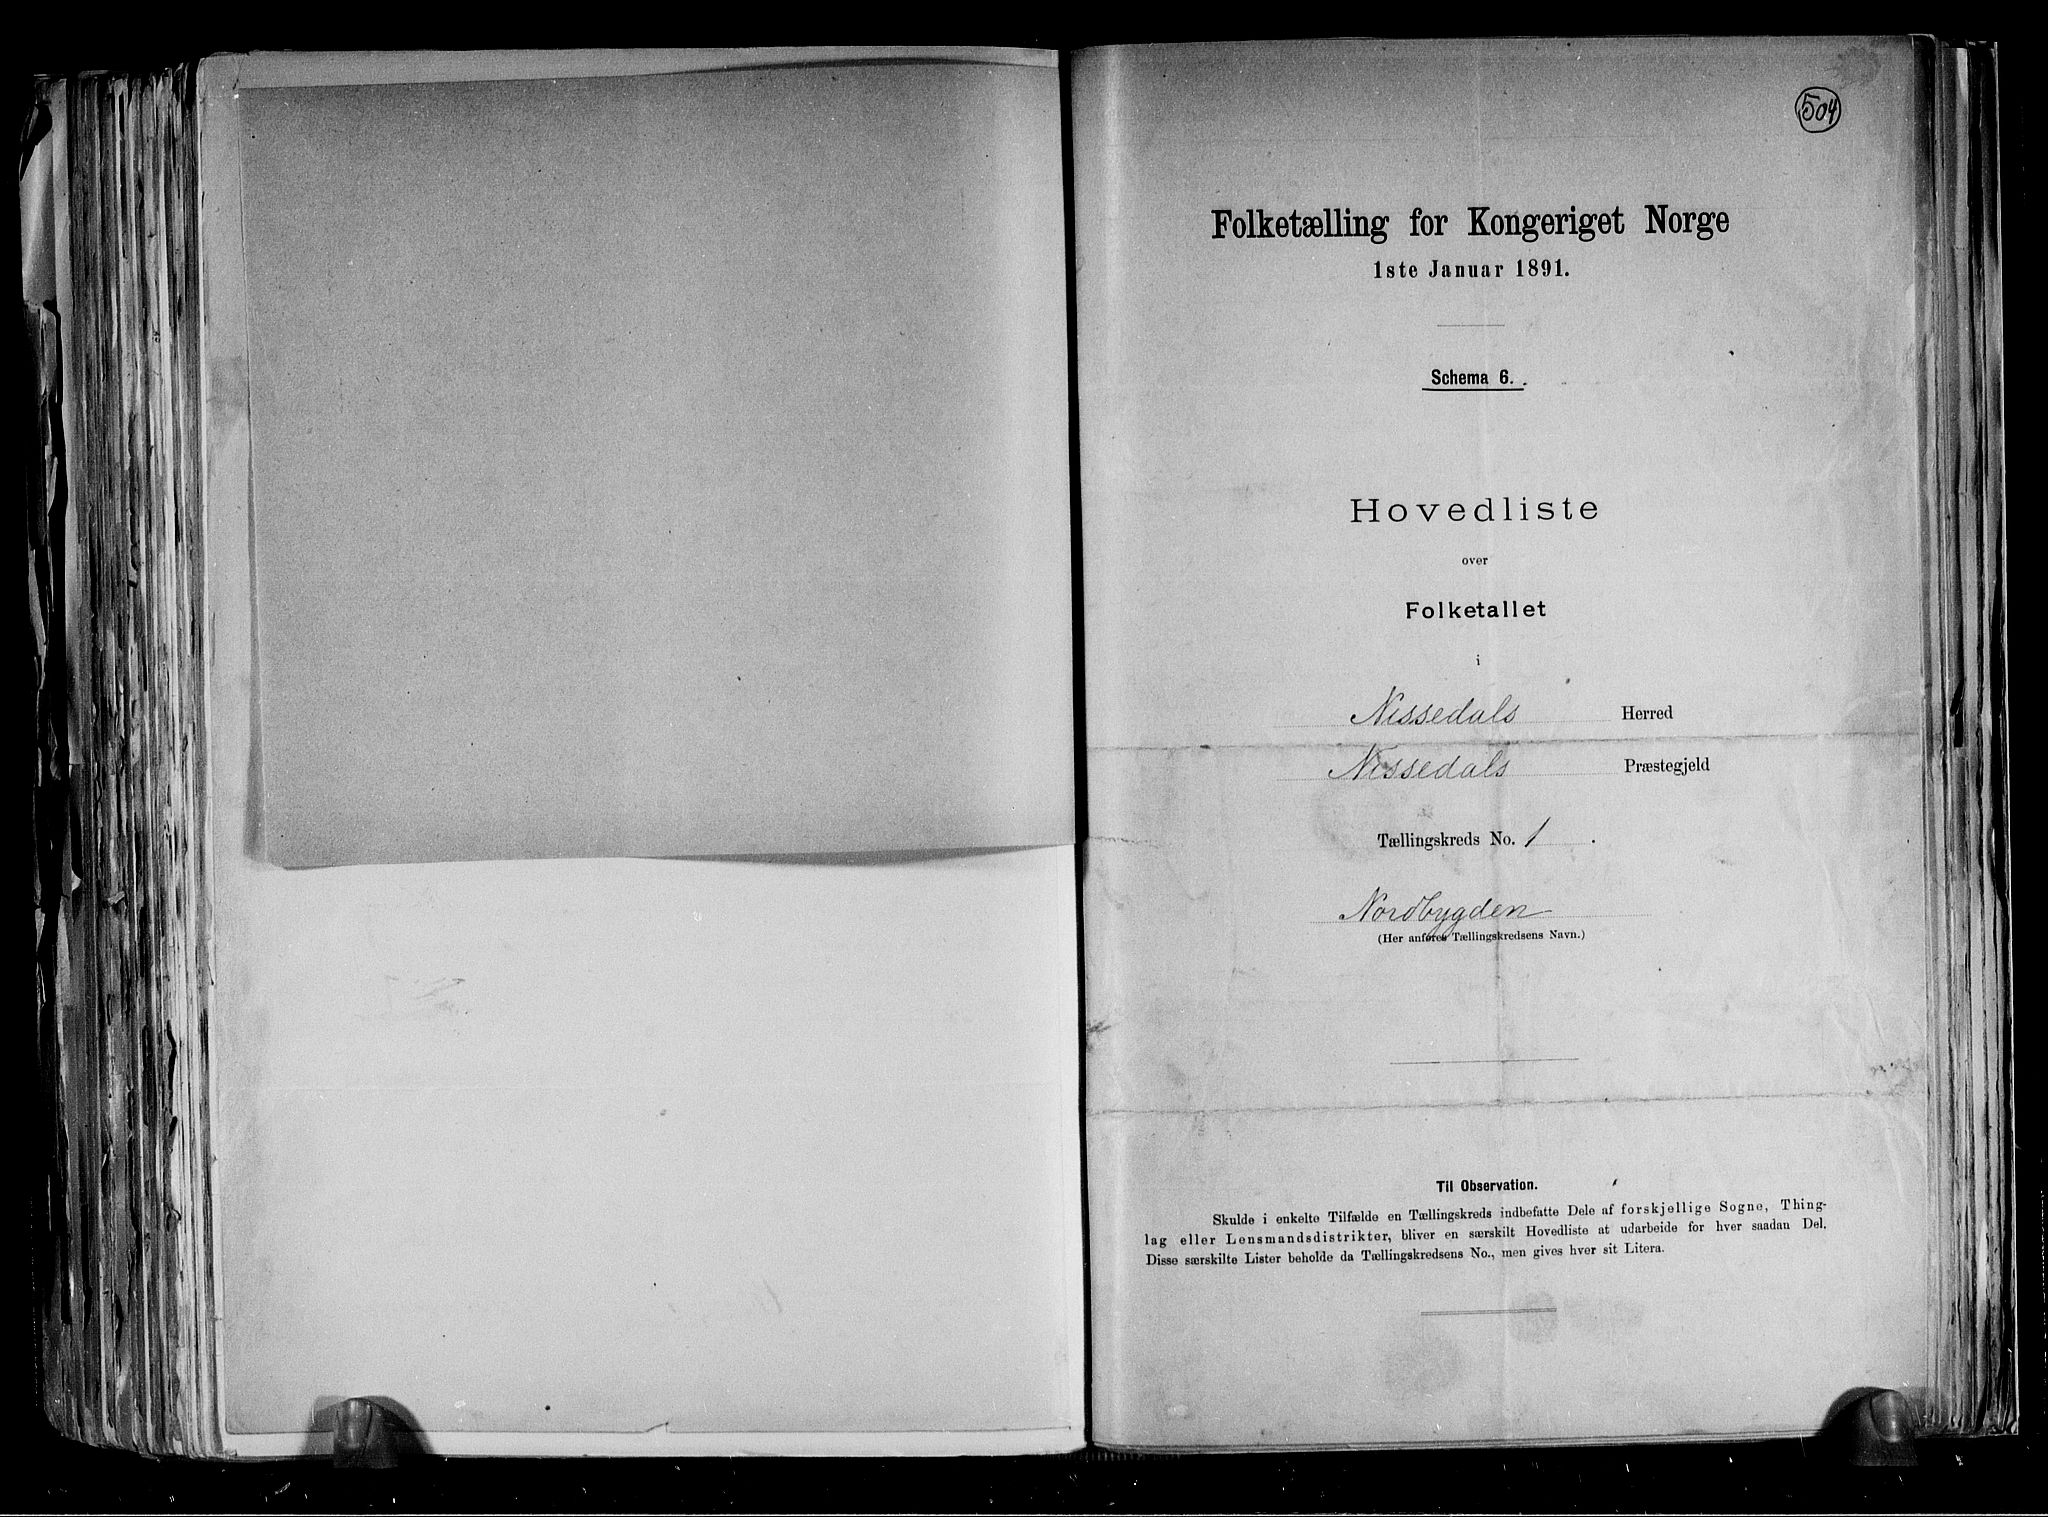 504
Folketælling for Kongeriget Norge
1ste Januar 1891.
Schema 6.
Hovedliste
over
Folketallet
i
Nissedals Herred
Nissedals Præstegjeld
Tællingskreds No. 1.
Nordbygden
(Her anføres Tællingskredsens Navn.)
Til Observation.
Skulde i enkelte Tilfælde en Tællingskreds indbefatte Dele af forskjellige Sogne, Thing-
lag eller Lensmandsdistrikter, bliver en særskilt Hovedliste at udarbeide for hver saadan Del.
Disse særskilte Lister beholde da Tællingskredsens No., men gives hver sit Litera.